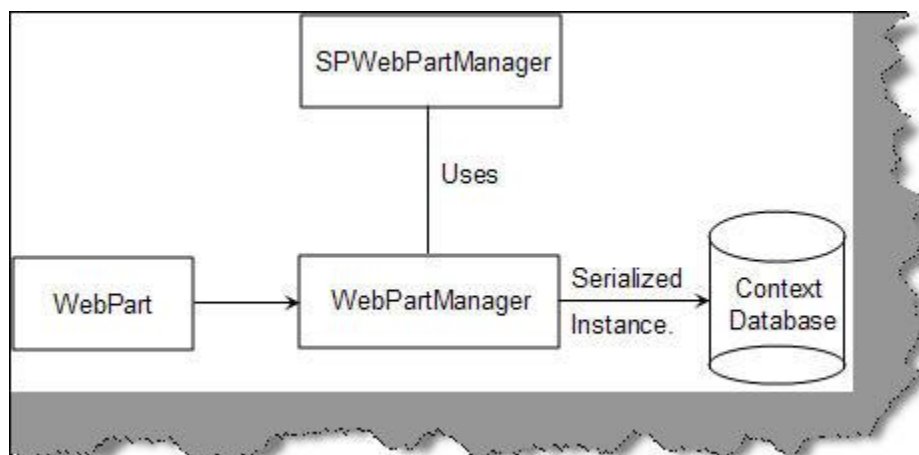 SPWebPartManager
Uses
WebPart
WebPartManager
Serialized
Instance.
Context
Database